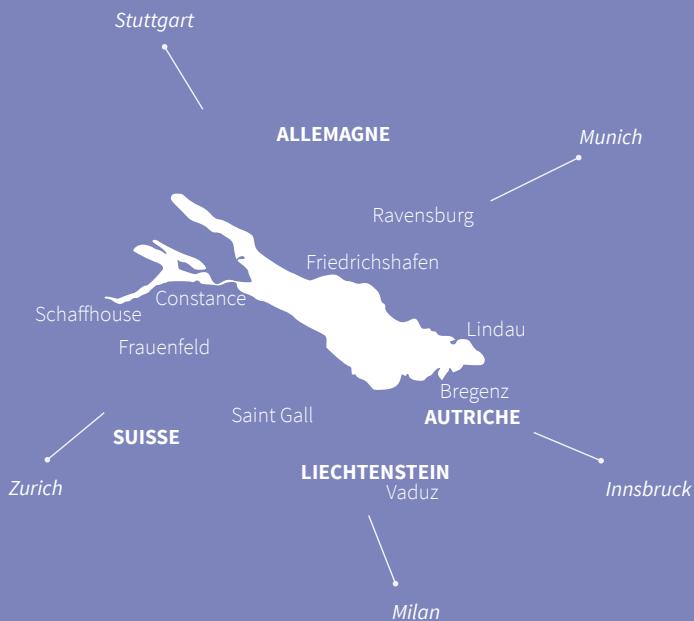 Stuttgart
ALLEMAGNE
Munich
Ravensburg
Friedrichshafen
Constance
Schaffhouse
Lindau
Frauenfeld
Bregenz
Saint Gall
AUTRICHE
SUISSE
LIECHTENSTEIN
Zurich
Innsbruck
Vaduz
Milan